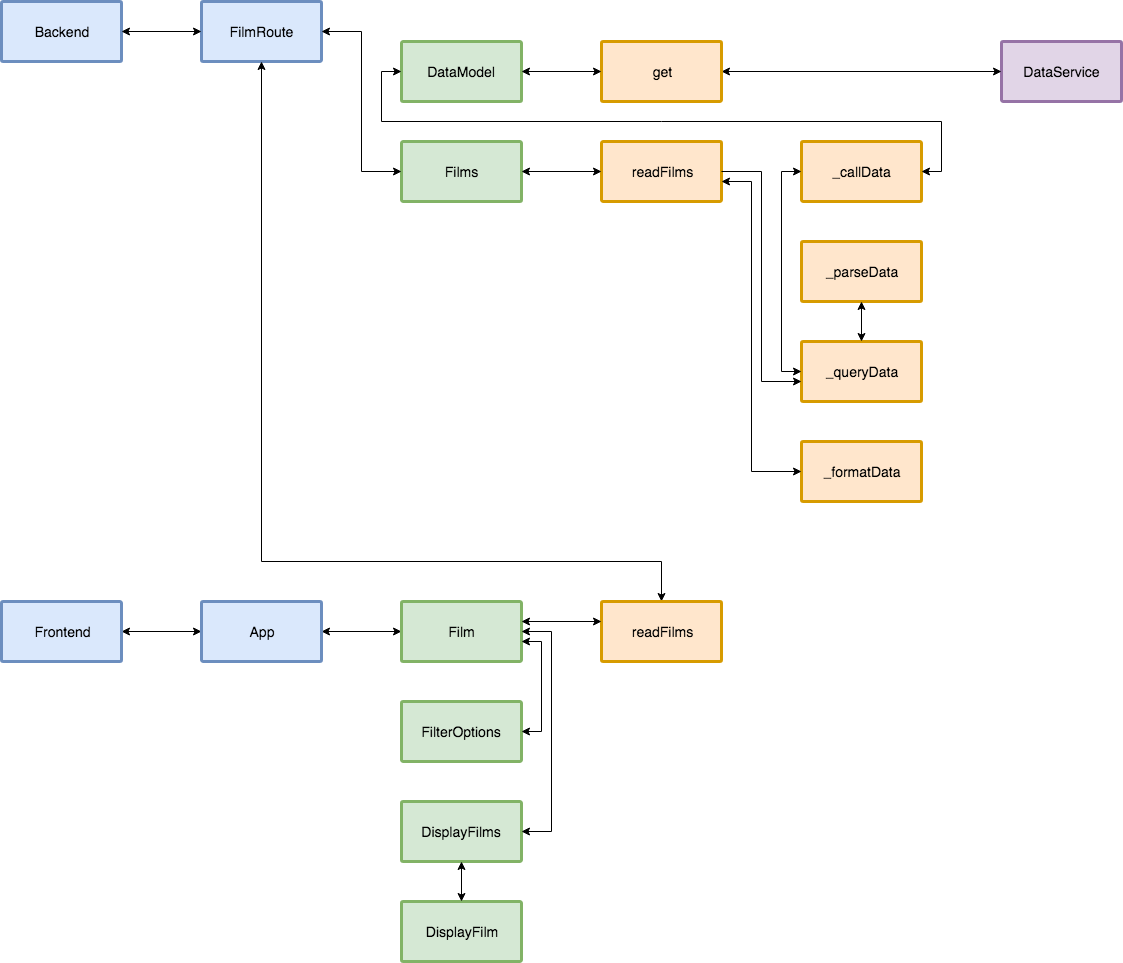 Backend
FilmRoute
DataModel
get
DataService
Films
readFilms
_callData
_parseData
_queryData
_formatData
Frontend
App
Film
readFilms
FilterOptions
DisplayFilms
DisplayFilm